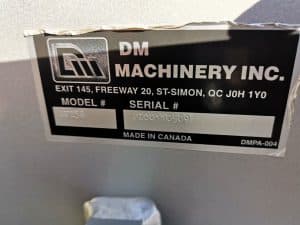 DM
MACHINERY INC.
EXIT 145, FREEWAY 20, ST-SIMON, QC J0H 1Y0
MODEL # SERIAL #
MADE IN CANADA
DMPA-004